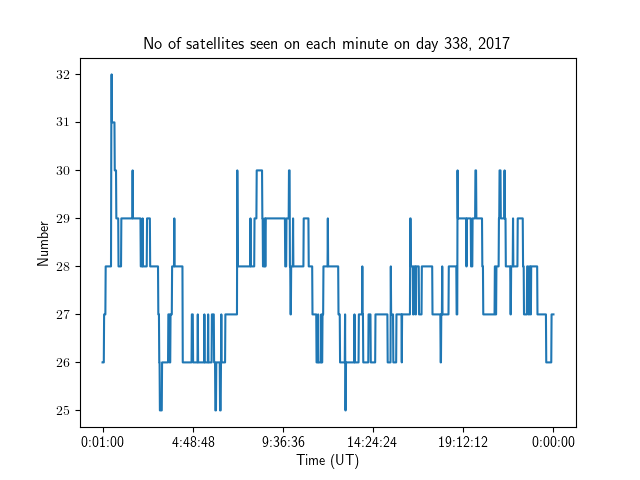 No of satellites seen on each minute on day 338, 2017
32
31
30
29
28
27
26
25
Number
0:01:00 4:48:48 9:36:36 14:24:24 19:12:12 0:00:00
Time (UT)